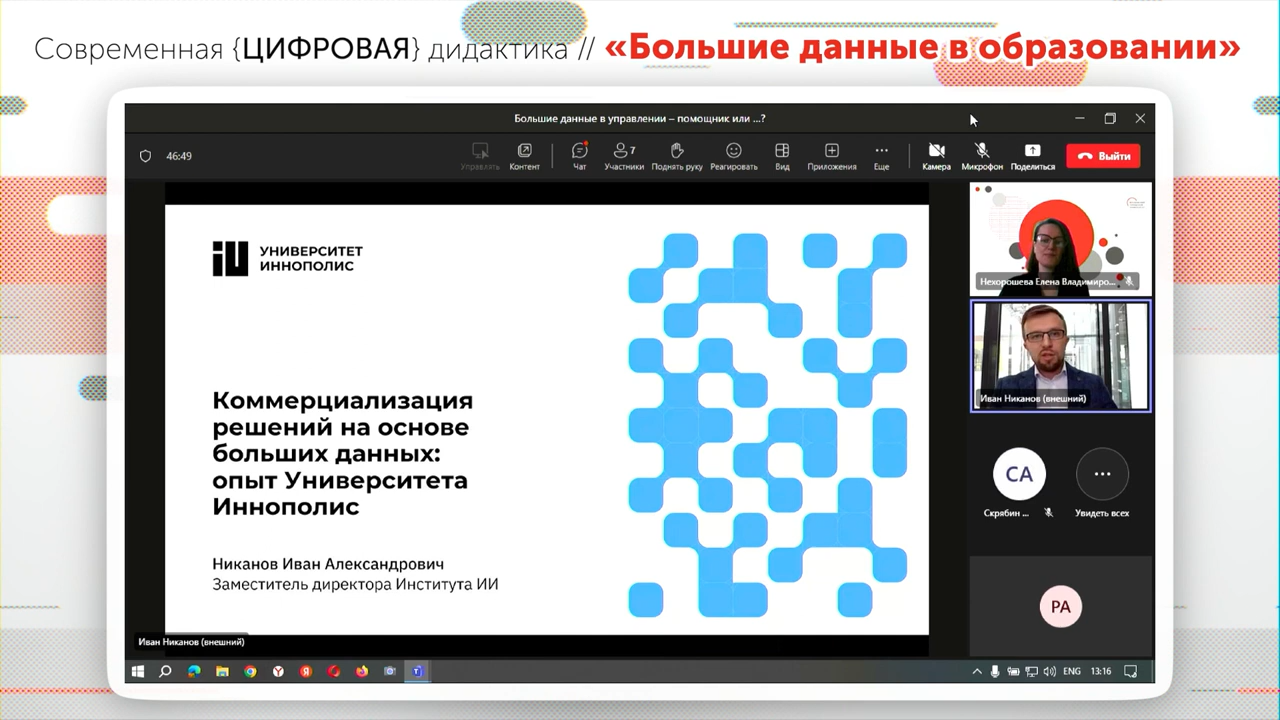 Современная {ЦИФРОВАЯ} дидактика // «Большие данные в образовании»
Большие данные в управлении – помощник или ...?
46:49
Управлять
Контент
Чат
Участники
7
Поднять руку
Реагировать
Вид
Приложения
Еще
Камера
Микрофон
Поделиться
Выйти
УНИВЕРСИТЕТ
ИННОПОЛИС
Коммерциализация
решений на основе
больших данных:
опыт Университета
Иннополис
Никанов Иван Александрович
Заместитель директора Института ИИ
Иван Никанов (внешний)
Нехорошева Елена Владимиро...
Иван Никанов (внешний)
СА
Скрябин ...
Увидеть всех
РА
ENG
13:16